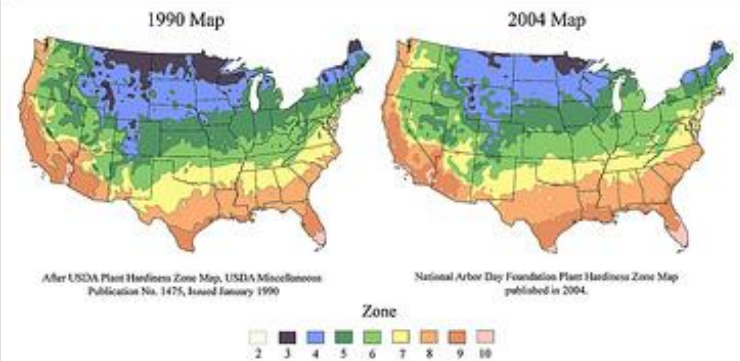 1990 Map
2004 Map
After USDA Plant Hardiness Zone Map, USDA Miscellaneous
Publication No. 1475, Issued January 1990
National Arbor Day Foundation Plant Hardiness Zone Map
published in 2004.
Zone
2 3 4 5 6 7 8 9 10